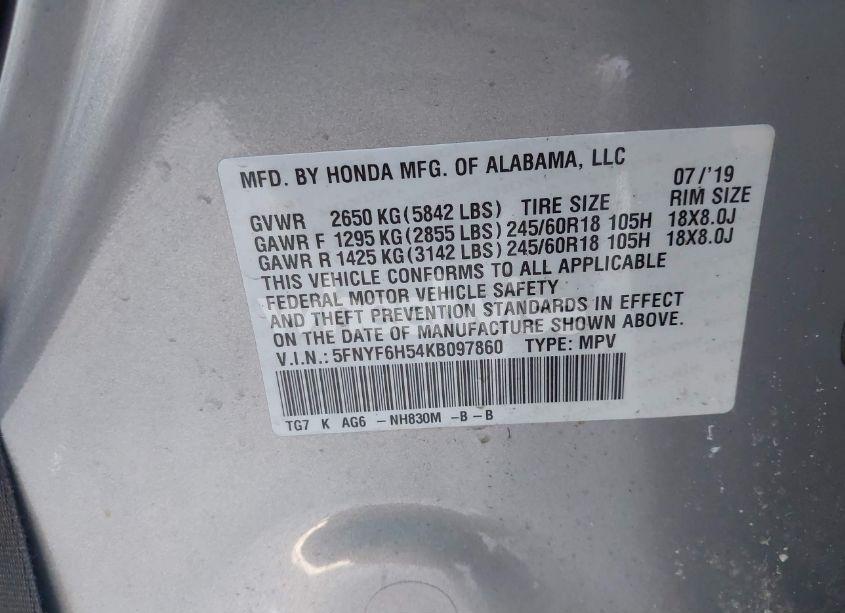 MFD. BY HONDA MFG. OF ALABAMA, LLC 07/'19
GVWR 2650 KG(5842 LBS) TIRE SIZE RIM SIZE
GAWR F 1295 KG(2855 LBS) 245/60R18 105H 18X8.0J
GAWR R 1425 KG(3142 LBS) 245/60R18 105H 18X8.0J
THIS VEHICLE CONFORMS TO ALL APPLICABLE
FEDERAL MOTOR VEHICLE SAFETY
AND THEFT PREVENTION STANDARDS IN EFFECT
ON THE DATE OF MANUFACTURE SHOWN ABOVE.
V.I.N.: 5FNYF6H54KB097860 TYPE: MPV
TG7 K AG6 -NH830M -B-B